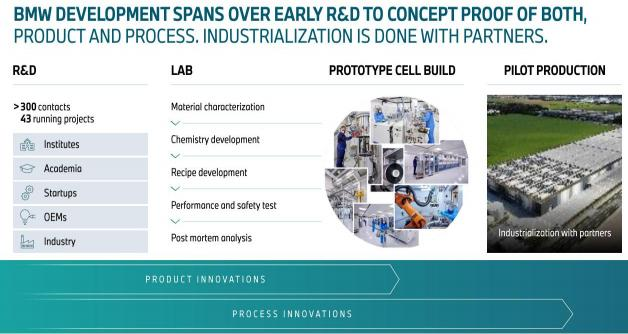 BMW DEVELOPMENT SPANS OVER EARLY R&D TO CONCEPT PROOF OF BOTH,
PRODUCT AND PROCESS. INDUSTRIALIZATION IS DONE WITH PARTNERS.
R&D
>300 contacts
43 running projects
Institutes
Academia
Startups
OEMs
Industry
LAB
Material characterization
Chemistry development
Recipe development
Performance and safety test
Post mortem analysis
PROTOTYPE CELL BUILD
PILOT PRODUCTION
Industrialization with partners
PRODUCT INNOVATIONS
PROCESS INNOVATIONS